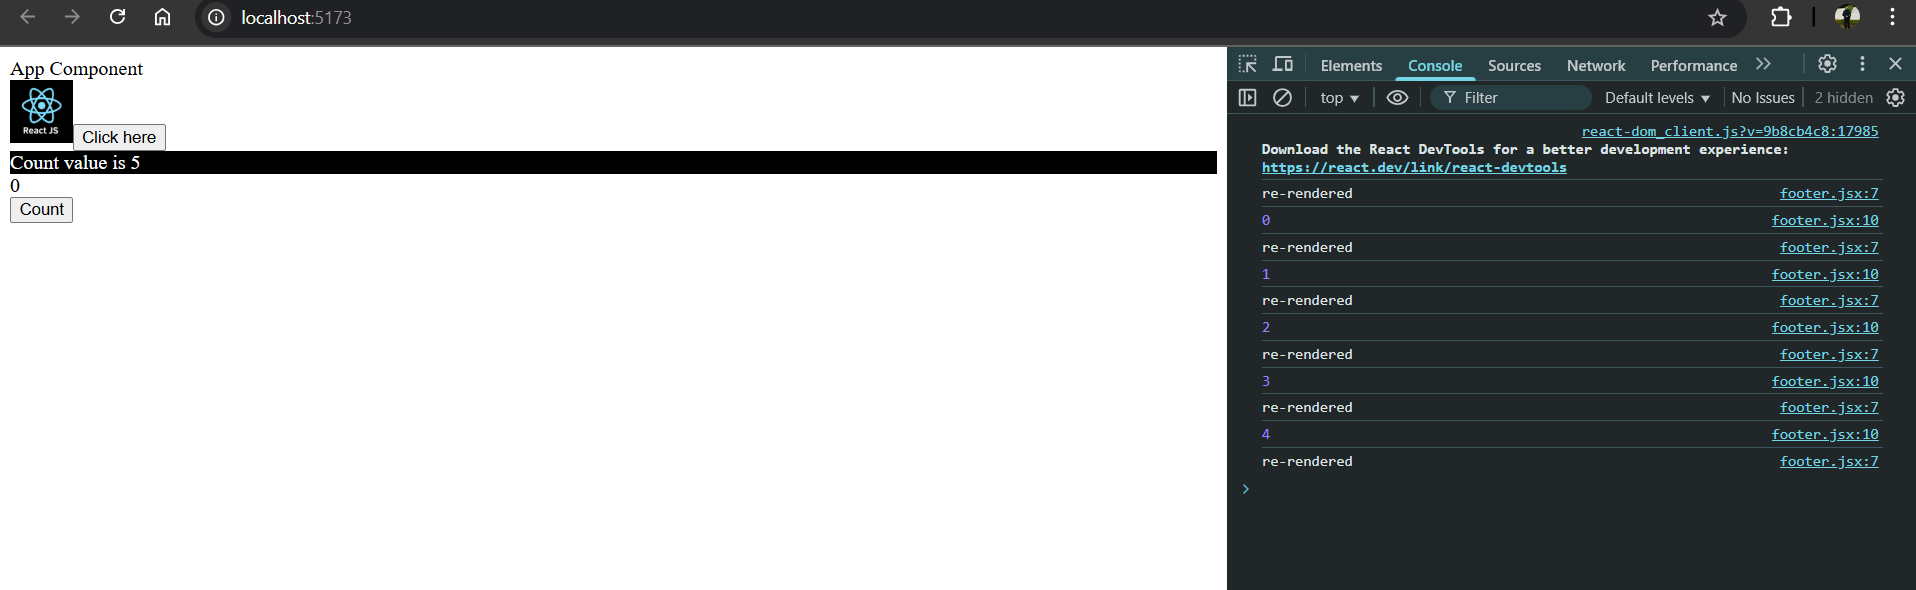 localhost:5173
App Component
React JS
Click here
Count value is 5
0
Count
Elements Console Sources Network Performance
top Filter Default levels No Issues 2 hidden
react-dom_client.js?v=9b8cb4c8:17985
Download the React DevTools for a better development experience:
https://react.dev/link/react-devtools
re-rendered footer.jsx:7
0 footer.jsx:10
re-rendered footer.jsx:7
1 footer.jsx:10
re-rendered footer.jsx:7
2 footer.jsx:10
re-rendered footer.jsx:7
3 footer.jsx:10
re-rendered footer.jsx:7
4 footer.jsx:10
re-rendered footer.jsx:7